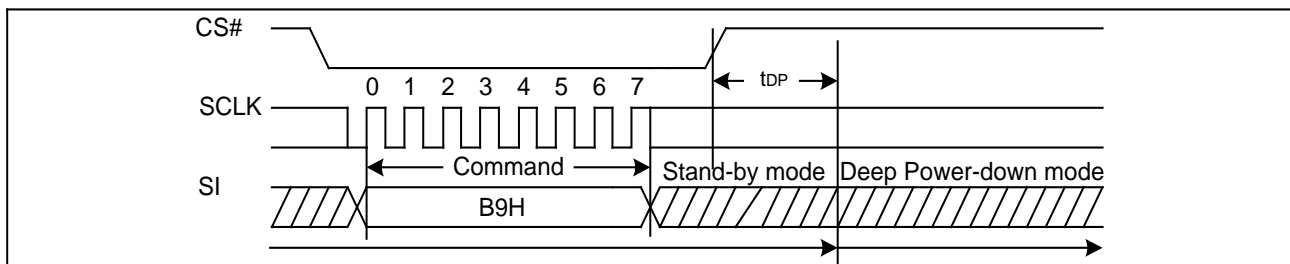 CS#
tDP
0 1 2 3 4 5 6 7
SCLK
Command
Stand-by mode Deep Power-down mode
SI
B9H